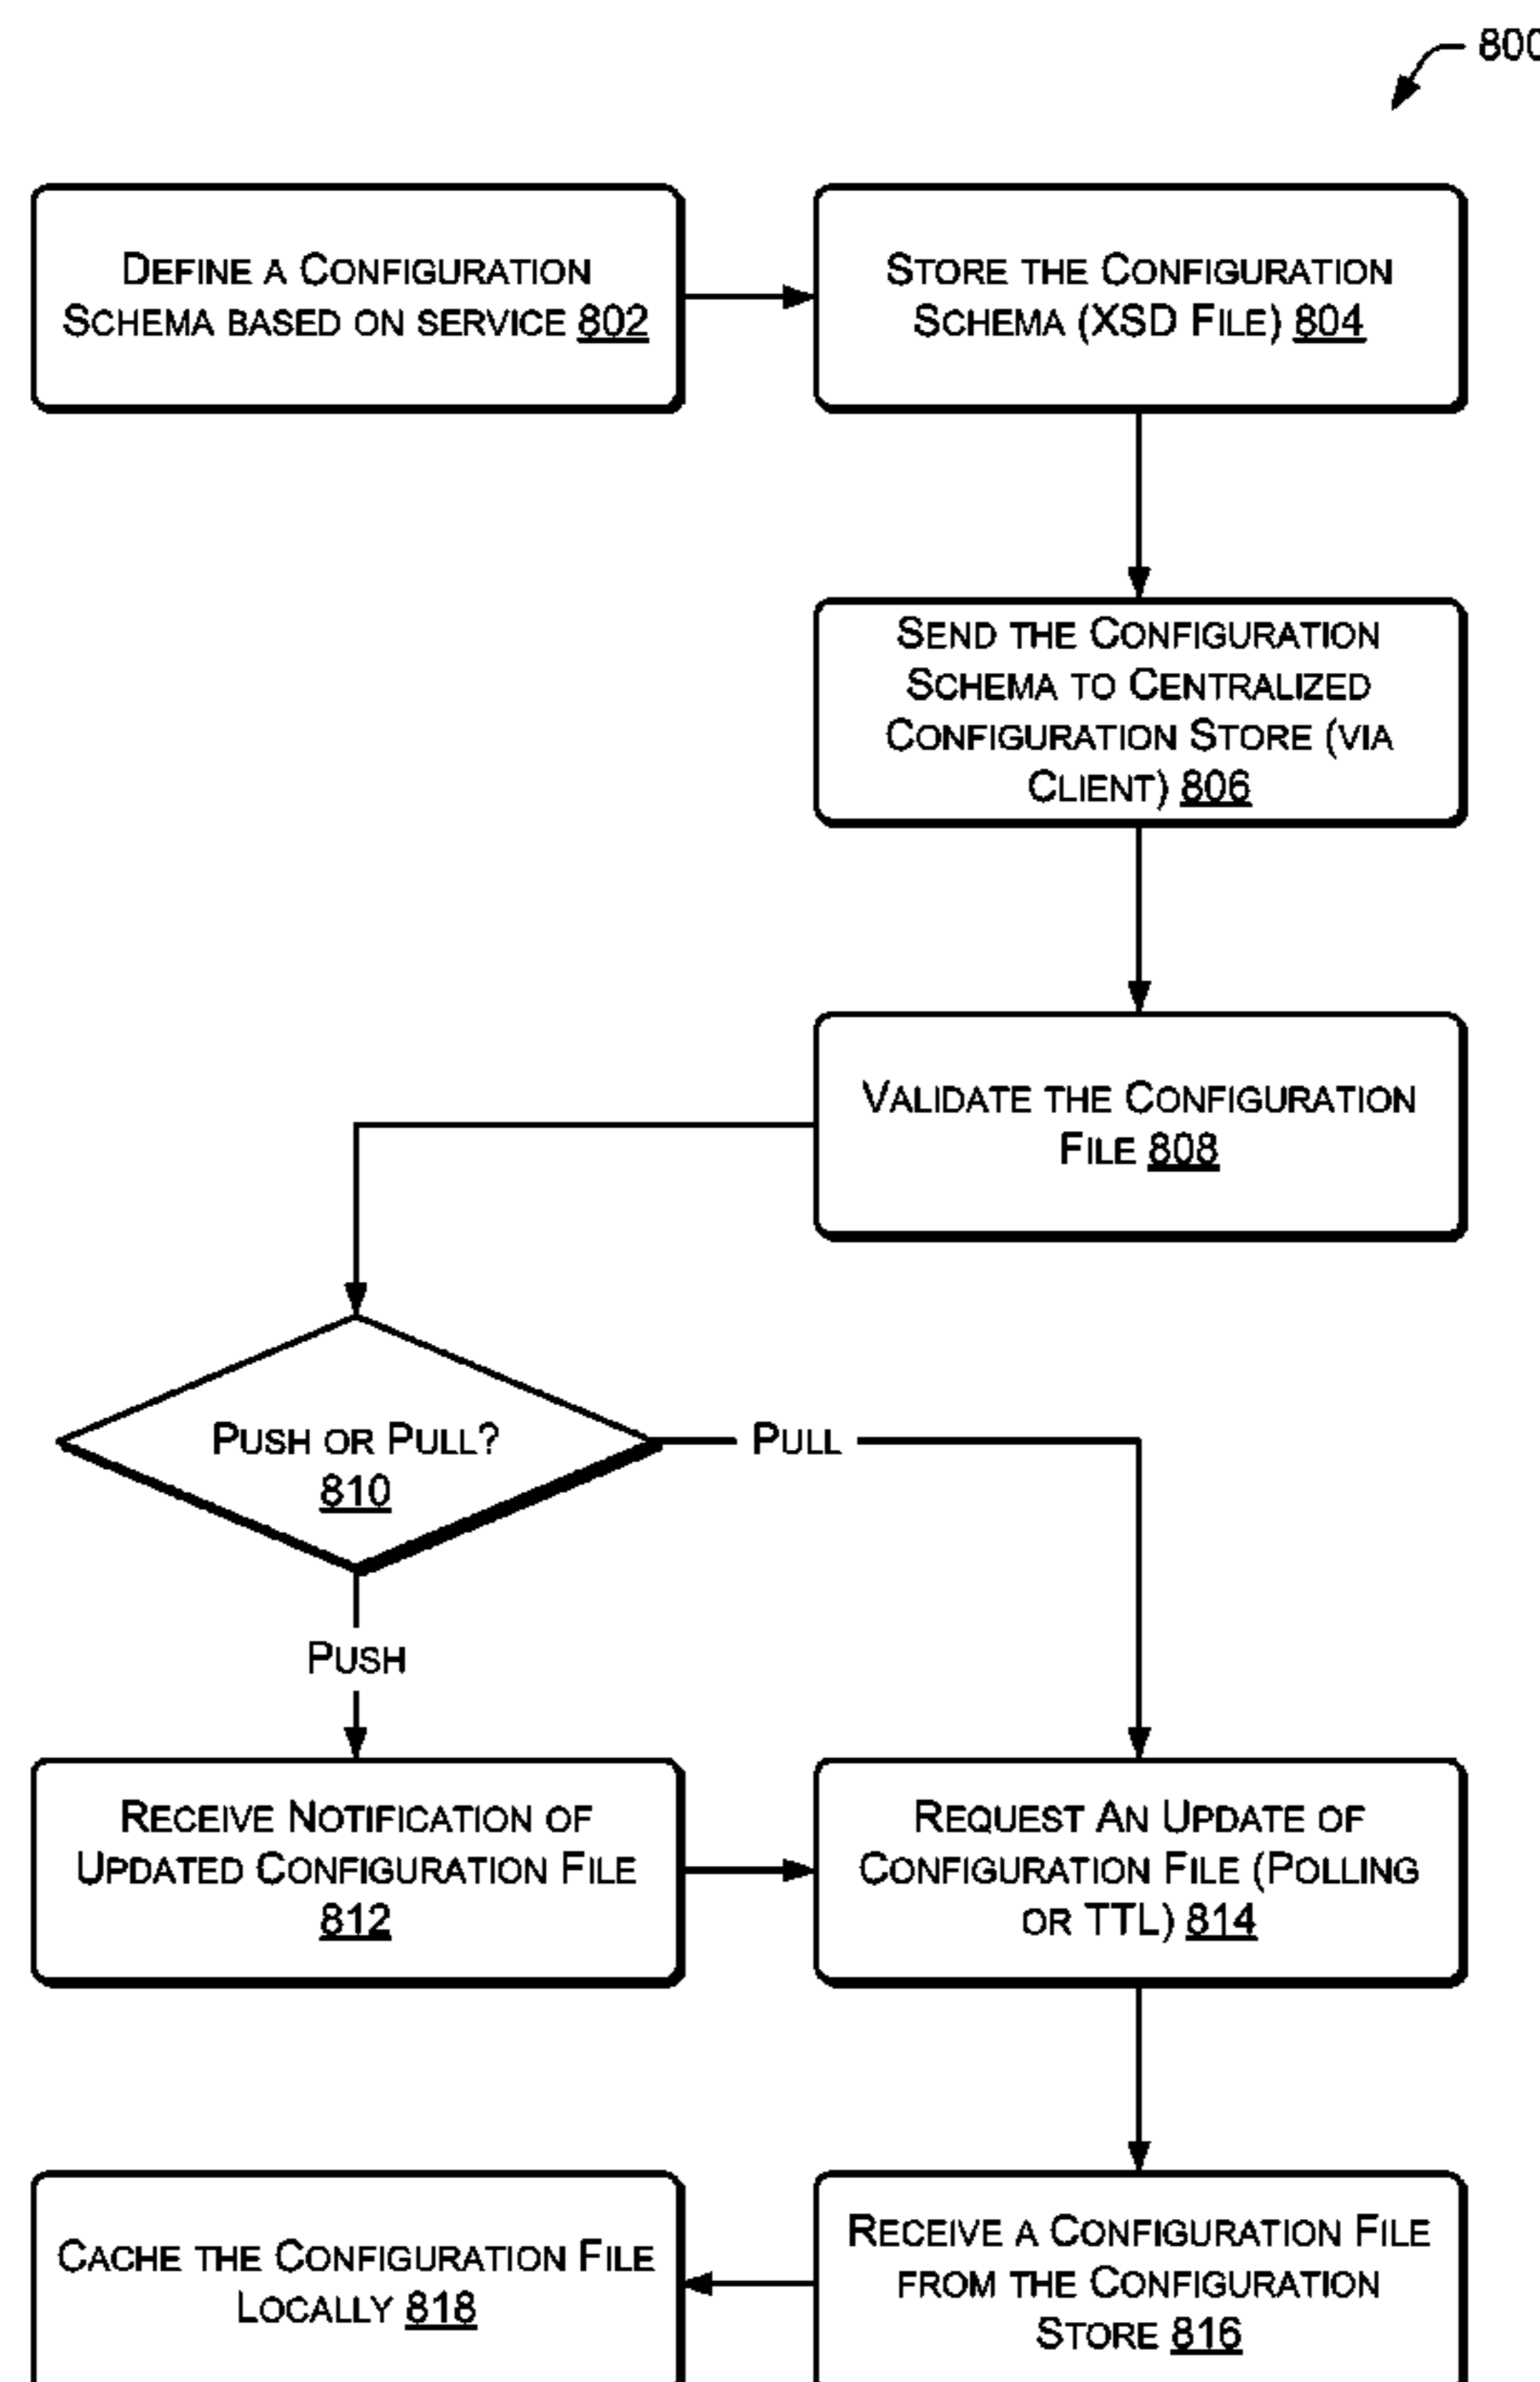 800
DEFINE A CONFIGURATION
SCHEMA BASED ON SERVICE 802
STORE THE CONFIGURATION
SCHEMA (XSD FILE) 804
SEND THE CONFIGURATION
SCHEMA TO CENTRALIZED
CONFIGURATION STORE (VIA
CLIENT) 806
VALIDATE THE CONFIGURATION
FILE 808
PUSH OR PULL?
810
PULL
PUSH
RECEIVE NOTIFICATION OF
UPDATED CONFIGURATION FILE
812
REQUEST AN UPDATE OF
CONFIGURATION FILE (POLLING
OR TTL) 814
RECEIVE A CONFIGURATION FILE
FROM THE CONFIGURATION
STORE 816
CACHE THE CONFIGURATION FILE
LOCALLY 818